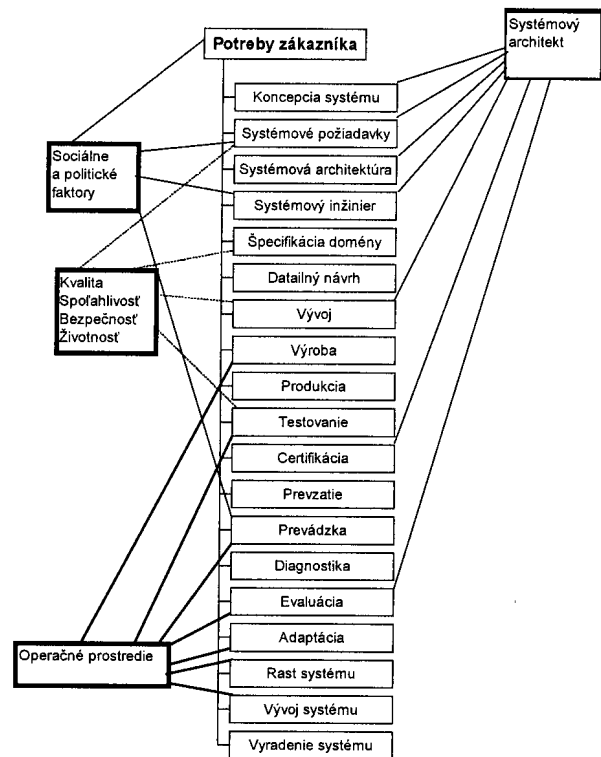 Systémový
architekt
Potreby zákazníka
Koncepcia systému
Systémové požiadavky
Sociálne
a politické
faktory
Systémová architektúra
Systémový inžinier
Špecifikácia domény
Kvalita
Spoľahlivosť
Bezpečnosť
Životnosť
Datailný návrh
Vývoj
Výroba
Produkcia
Testovanie
Certifikácia
Prevzatie
Prevádzka
Diagnostika
Evaluácia
Operačné prostredie
Adaptácia
Rast systému
Vývoj systému
Vyradenie systému